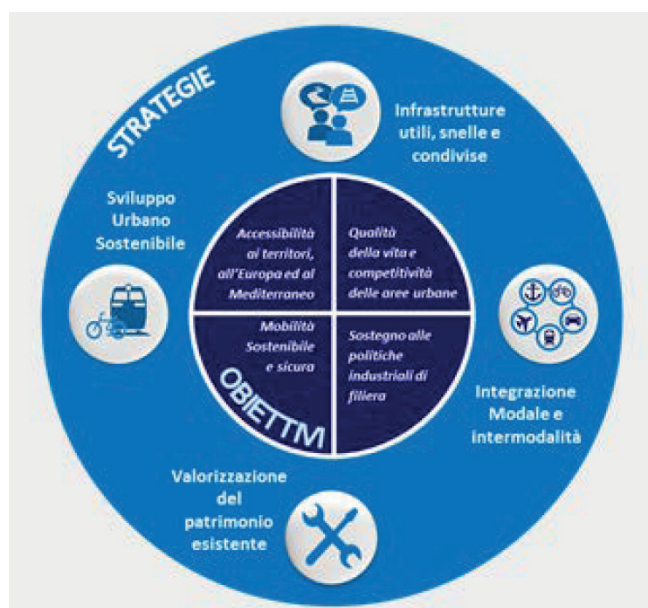 STRATEGIE
Infrastrutture
utili, snelle e
condivise
Sviluppo
Urbano
Sostenibile
Accessibilità
ai territori,
all'Europa ed al
Mediterraneo
Qualità
della vita e
competitività
delle aree urbane
Mobilità
Sostenibile
e sicura
Sostegno alle
politiche
industriali di
filiera
OBIETTM
Integrazione
Modale e
intermodalità
Valorizzazione
del
patrimonio
esistente